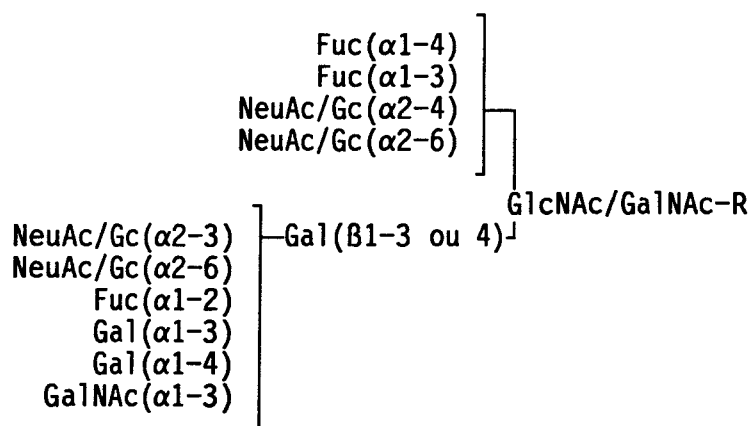 Fuc(α1-4)
Fuc(α1-3)
NeuAc/Gc(α2-4)
NeuAc/Gc(α2-6)
GlcNAc/GalNAc-R
NeuAc/Gc(α2-3)
Gal(ß1-3 ou 4)
NeuAc/Gc(α2-6)
Fuc(α1-2)
Gal(α1-3)
Gal(α1-4)
GalNAc(α1-3)